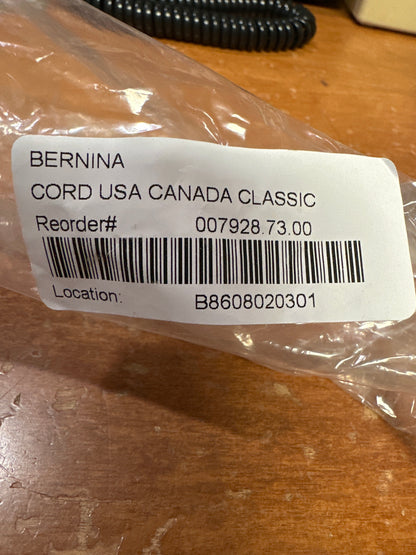 BERNINA
CORD USA CANADA CLASSIC
Reorder# 007928.73.00
Location: B8608020301